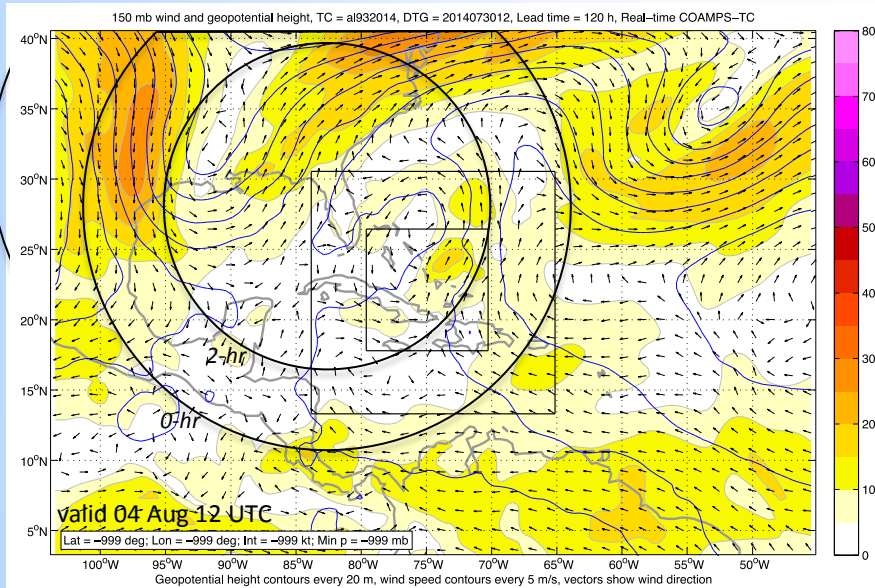 150 mb wind and geopotential height, TC = al932014, DTG = 2014073012, Lead time = 120 h, Real−time COAMPS−TC
40°N
35°N
30°N
25°N
20°N
15°N
10°N
5°N
2-hr
0-hr
valid 04 Aug 12 UTC
Lat = −999 deg; Lon = −999 deg; Int = −999 kt; Min p = −999 mb
100°W 95°W 90°W 85°W 80°W 75°W 70°W 65°W 60°W 55°W 50°W
Geopotential height contours every 20 m, wind speed contours every 5 m/s, vectors show wind direction
80
70
60
50
40
30
20
10
0